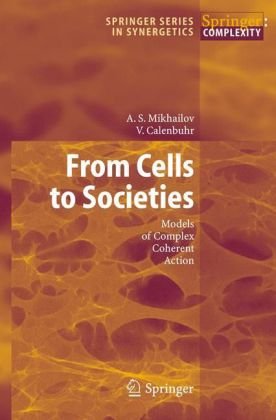 SPRINGER SERIES
IN SYNERGETICS
Springer:
COMPLEXITY
A. S. Mikhailov
V. Calenbuhr
From Cells
to Societies
Models
of Complex
Coherent
Action
Springer